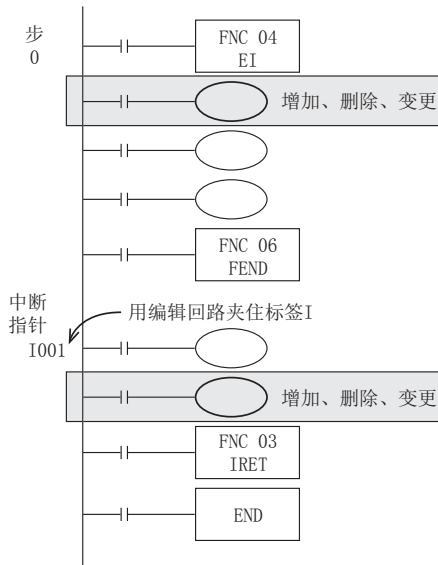 步
0
FNC 04
EI
增加、删除、变更
FNC 06
FEND
中断
指针
I001
用编辑回路夹住标签I
增加、删除、变更
FNC 03
IRET
END